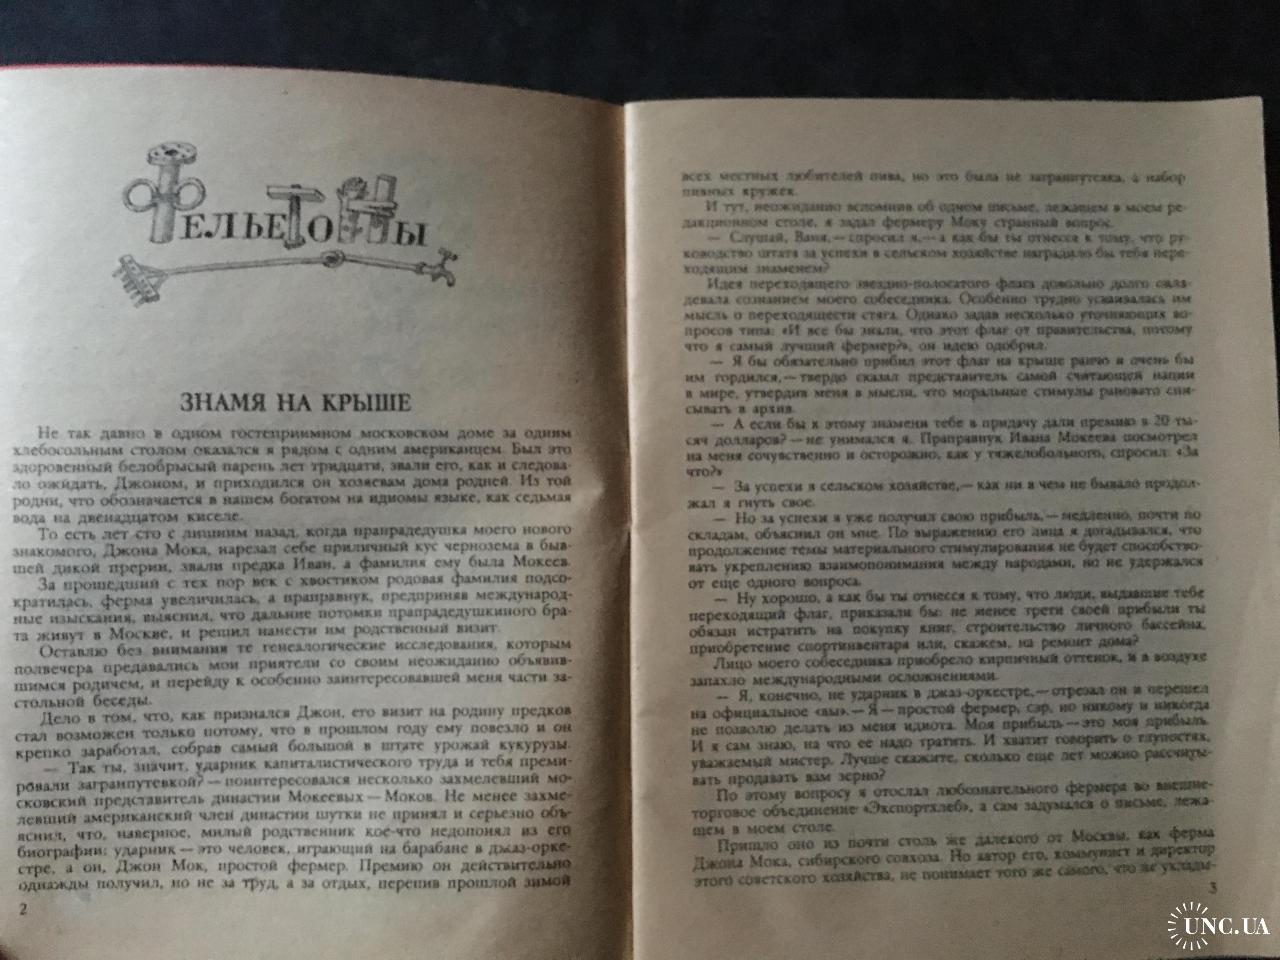 ФЕЛЬЕТОНЫ
ЗНАМЯ НА КРЫШЕ
Не так давно в одном гостеприимном московском доме за одним
хлебосольным столом оказался я рядом с одним американцем. Был это
здоровенный белобрысый парень лет тридцати, звали его, как и следова-
ло ожидать, Джоном, и приходился он хозяевам дома родней. Из той
родни, что обозначается в нашем богатом на идиомы языке, как седьмая
вода на двенадцатом киселе.
То есть лет сто с лишним назад, когда прапрадедушка моего нового
знакомого, Джона Мока, нарезал себе приличный кус чернозема в быв-
шей дикой прерии, звали предка Иван, а фамилия ему была Мокеев.
За прошедший с тех пор век с хвостиком родовая фамилия подсо-
кратилась, ферма увеличилась, а праправнук, предприняв международ-
ные изыскания, выяснил, что дальние потомки прапрадедушкиного бра-
та живут в Москве, и решил нанести им родственный визит.
Оставлю без внимания те генеалогические исследования, которым
полвечера предавались мои приятели со своим неожиданно объявив-
шимся родичем, и перейду к особенно заинтересовавшей меня части за-
стольной беседы.
Дело в том, что, как признался Джон, его визит на родину предков
стал возможен только потому, что в прошлом году ему повезло и он
крепко заработал, собрав самый большой в штате урожай кукурузы.
— Так ты, значит, ударник капиталистического труда и тебя преми-
ровали загранпутевкой? — поинтересовался несколько захмелевший мо-
сковский представитель династии Мокеевых — Моков. Не менее захме-
левший американский член династии шутки не принял и серьезно объ-
яснил, что, наверное, милый родственник кое-что недопонял из его
биографии: ударник — это человек, играющий на барабане в джаз-орке-
стре, а он, Джон Мок, простой фермер. Премию он действительно
однажды получил, но не за труд, а за отдых, перепив прошлой зимой
2
всех местных любителей пива, но это была не загранпутевка, а набор
пивных кружек.
И тут, неожиданно вспомнив об одном письме, лежащем в моем ре-
дакционном столе, я задал фермеру Моку странный вопрос.
— Слушай, Ваня, — спросил я, — а как бы ты отнесся к тому, что ру-
ководство штата за успехи в сельском хозяйстве наградило бы тебя пере-
ходящим знаменем?
Идея переходящего звездно-полосатого флага довольно долго овла-
девала сознанием моего собеседника. Особенно трудно усваивалась им
мысль о переходящести стяга. Однако задав несколько уточняющих во-
просов типа: «И все бы знали, что этот флаг от правительства, потому
что я самый лучший фермер?», он идею одобрил.
— Я бы обязательно прибил этот флаг на крыше ранчо и очень бы
им гордился, — твердо сказал представитель самой считающей нации
в мире, утвердив меня в мысли, что моральные стимулы рановато спи-
сывать в архив.
— А если бы к этому знамени тебе в придачу дали премию в 20 ты-
сяч долларов? — не унимался я. Праправнук Ивана Мокеева посмотрел
на меня сочувственно и осторожно, как у тяжелобольного, спросил: «За
что?»
— За успехи в сельском хозяйстве, — как ни в чем не бывало продол-
жал я гнуть свое.
— Но за успехи я уже получил свою прибыль, — медленно, почти по
складам, объяснил он мне. По выражению его лица я догадывался, что
продолжение темы материального стимулирования не будет способство-
вать укреплению взаимопонимания между народами, но не удержался
от еще одного вопроса.
— Ну хорошо, а как бы ты отнесся к тому, что люди, выдавшие тебе
переходящий флаг, приказали бы: не менее трети своей прибыли ты
обязан истратить на покупку книг, строительство личного бассейна,
приобретение спортинвентаря или, скажем, на ремонт дома?
Лицо моего собеседника приобрело кирпичный оттенок, и в воздухе
запахло международными осложнениями.
— Я, конечно, не ударник в джаз-оркестре, — отрезал он и перешел
на официальное «вы». — Я — простой фермер, сэр, но никому и никогда
не позволю делать из меня идиота. Моя прибыль — это моя прибыль.
И я сам знаю, на что ее надо тратить. И хватит говорить о глупостях,
уважаемый мистер. Лучше скажите, сколько еще лет можно рассчиты-
вать продавать вам зерно?
По этому вопросу я отослал любознательного фермера во внешне-
торговое объединение «Экспортхлеб», а сам задумался о письме, лежа-
щем в моем столе.
Пришло оно из почти столь же далекого от Москвы, как ферма
Джона Мока, сибирского совхоза. Но автор его, коммунист и директор
этого советского хозяйства, не понимает того же самого, что не уклады-
3
UNC.UA